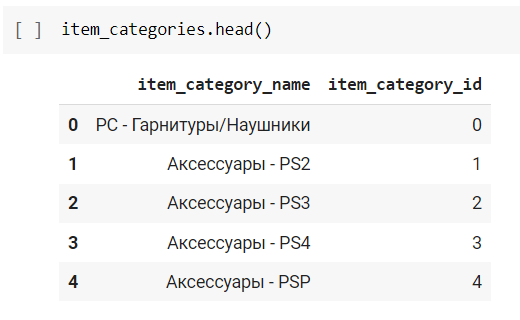 [ ] item_categories.head()
item_category_name item_category_id
0 PC - Гарнитуры/Наушники 0
1 Аксессуары - PS2 1
2 Аксессуары - PS3 2
3 Аксессуары - PS4 3
4 Аксессуары - PSP 4